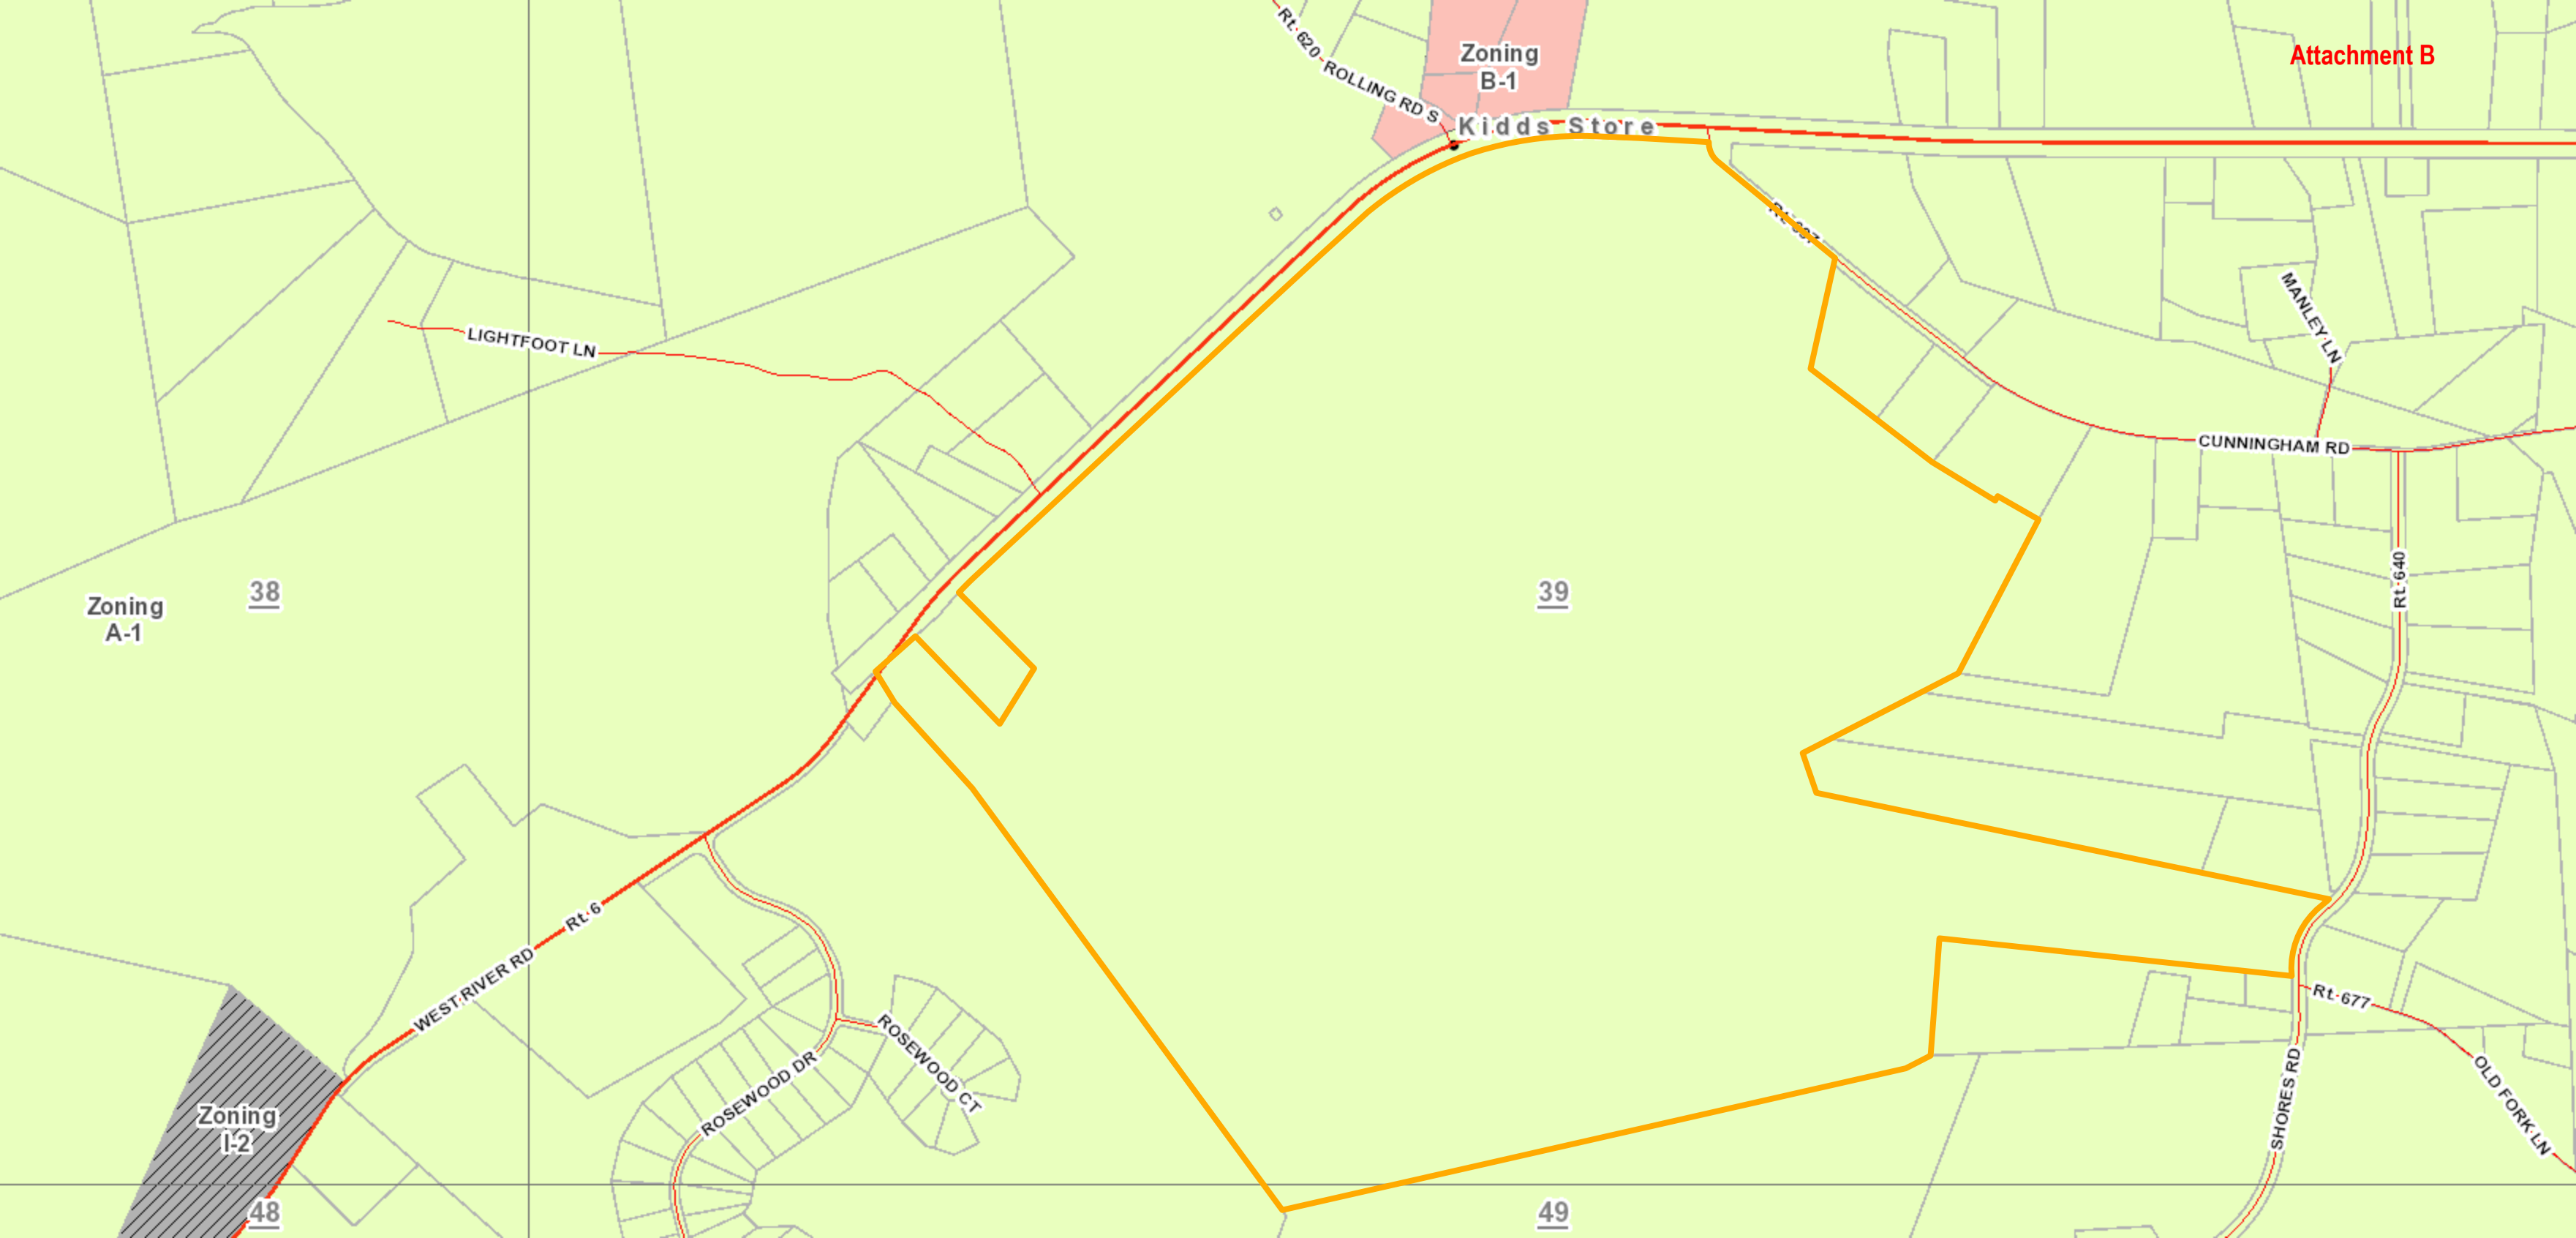 Attachment B
Rt. 620
ROLLING RD S
Zoning
B-1
Kidds Store
MANLEY LN
LIGHTFOOT LN
CUNNINGHAM RD
Rt. 640
38
39
Zoning
A-1
Rt. 6
WEST RIVER RD
Rt. 677
ROSEWOOD CT
ROSEWOOD DR
SHORES RD
OLD FORK LN
Zoning
I-2
48
49